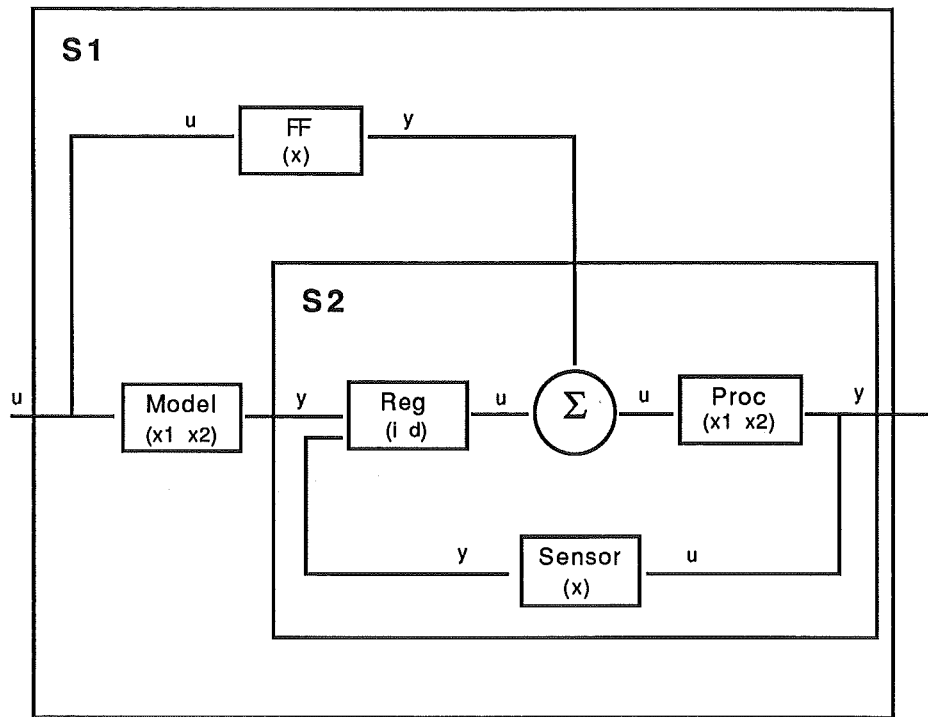 S1
u FF y
(x)
S2
u Model y Reg u Σ u Proc y
(x1 x2) (i d) (x1 x2)
y Sensor u
(x)